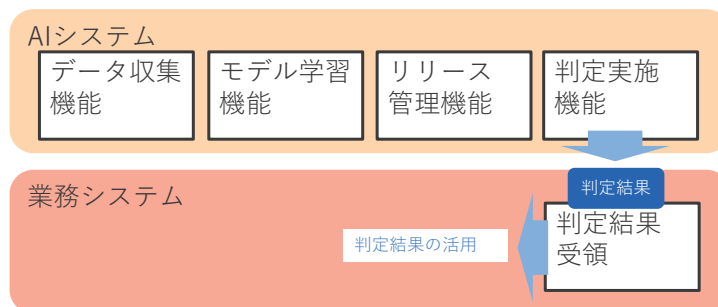 AIシステム
データ収集
機能
モデル学習
機能
リリース
管理機能
判定実施
機能
業務システム
判定結果
判定結果
受領
判定結果の活用